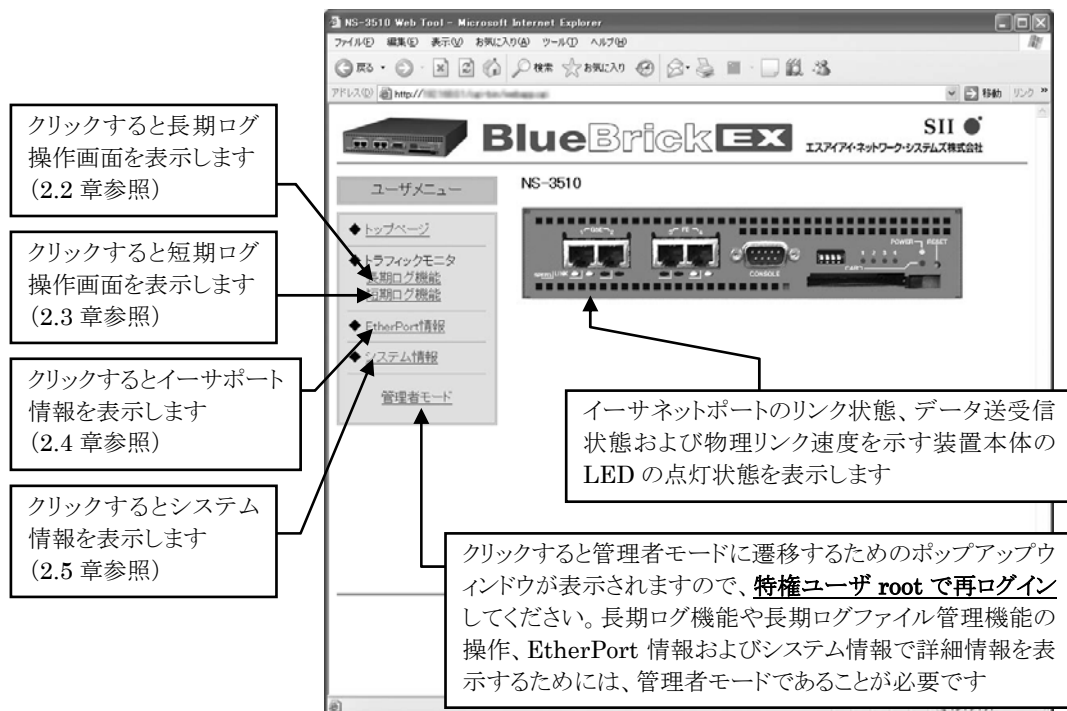 NS-3510 Web Tool - Microsoft Internet Explorer
ファイル(F) 編集(E) 表示(V) お気に入り(A) ツール(T) ヘルプ(H)
戻る 検索 お気に入り
アドレス(D) http:// 移動 リンク »
BlueBrick EX
SII
エスアイアイ・ネットワーク・システムズ株式会社
ユーザメニュー
◆トップページ
◆トラフィックモニタ
長期ログ機能
短期ログ機能
◆EtherPort情報
◆システム情報
管理者モード
NS-3510
CONSOLE
POWER
RESET
クリックすると長期ログ
操作画面を表示します
(2.2 章参照)
クリックすると短期ログ
操作画面を表示します
(2.3 章参照)
クリックするとイーサポート
情報を表示します
(2.4 章参照)
クリックするとシステム
情報を表示します
(2.5 章参照)
イーサネットポートのリンク状態、データ送受信
状態および物理リンク速度を示す装置本体の
LED の点灯状態を表示します
クリックすると管理者モードに遷移するためのポップアップウ
ィンドウが表示されますので、特権ユーザ root で再ログイン
してください。長期ログ機能や長期ログファイル管理機能の
操作、EtherPort 情報およびシステム情報で詳細情報を表
示するためには、管理者モードであることが必要です